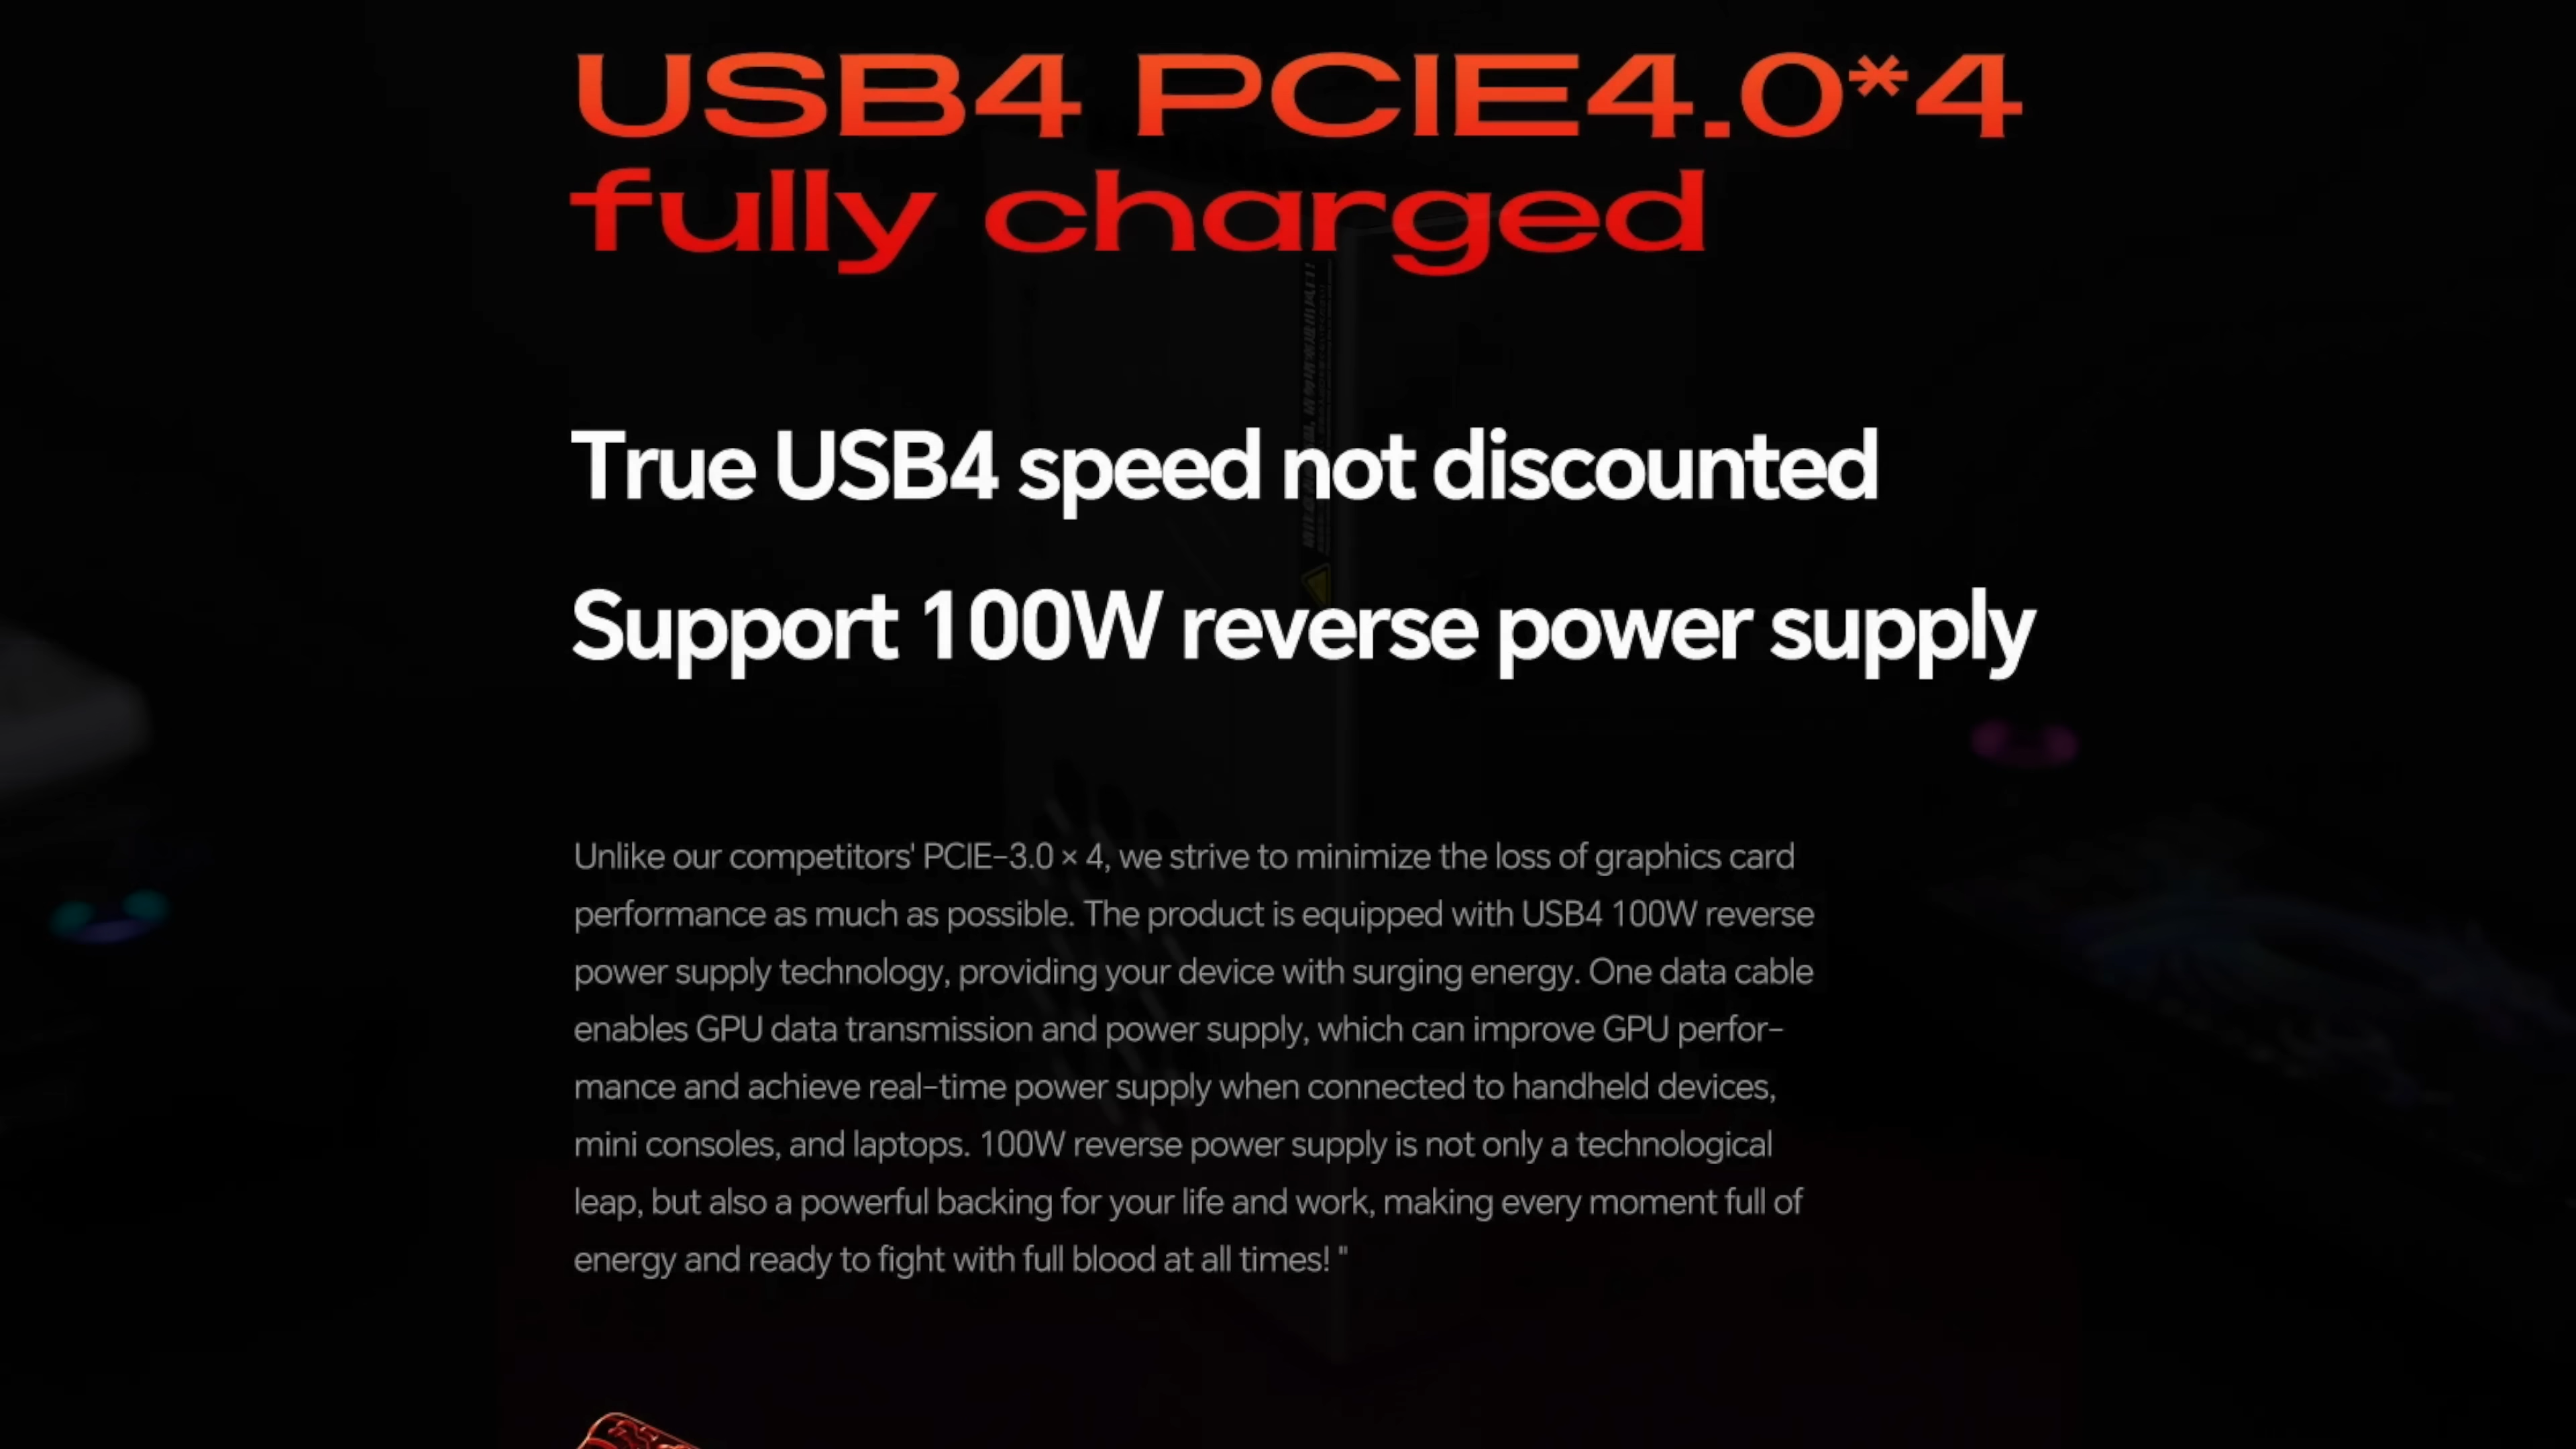 USB4 PCIE4.0*4
fully charged
True USB4 speed not discounted
Support 100W reverse power supply
Unlike our competitors' PCIE-3.0 × 4, we strive to minimize the loss of graphics card
performance as much as possible. The product is equipped with USB4 100W reverse
power supply technology, providing your device with surging energy. One data cable
enables GPU data transmission and power supply, which can improve GPU perfor-
mance and achieve real-time power supply when connected to handheld devices,
mini consoles, and laptops. 100W reverse power supply is not only a technological
leap, but also a powerful backing for your life and work, making every moment full of
energy and ready to fight with full blood at all times! "